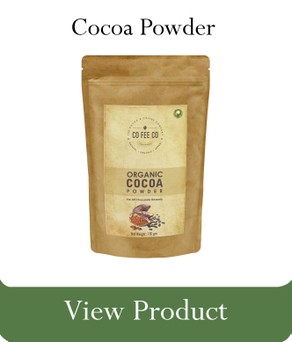 Cocoa Powder
CO FEE CO
ORGANIC
COCOA
POWDER
View Product